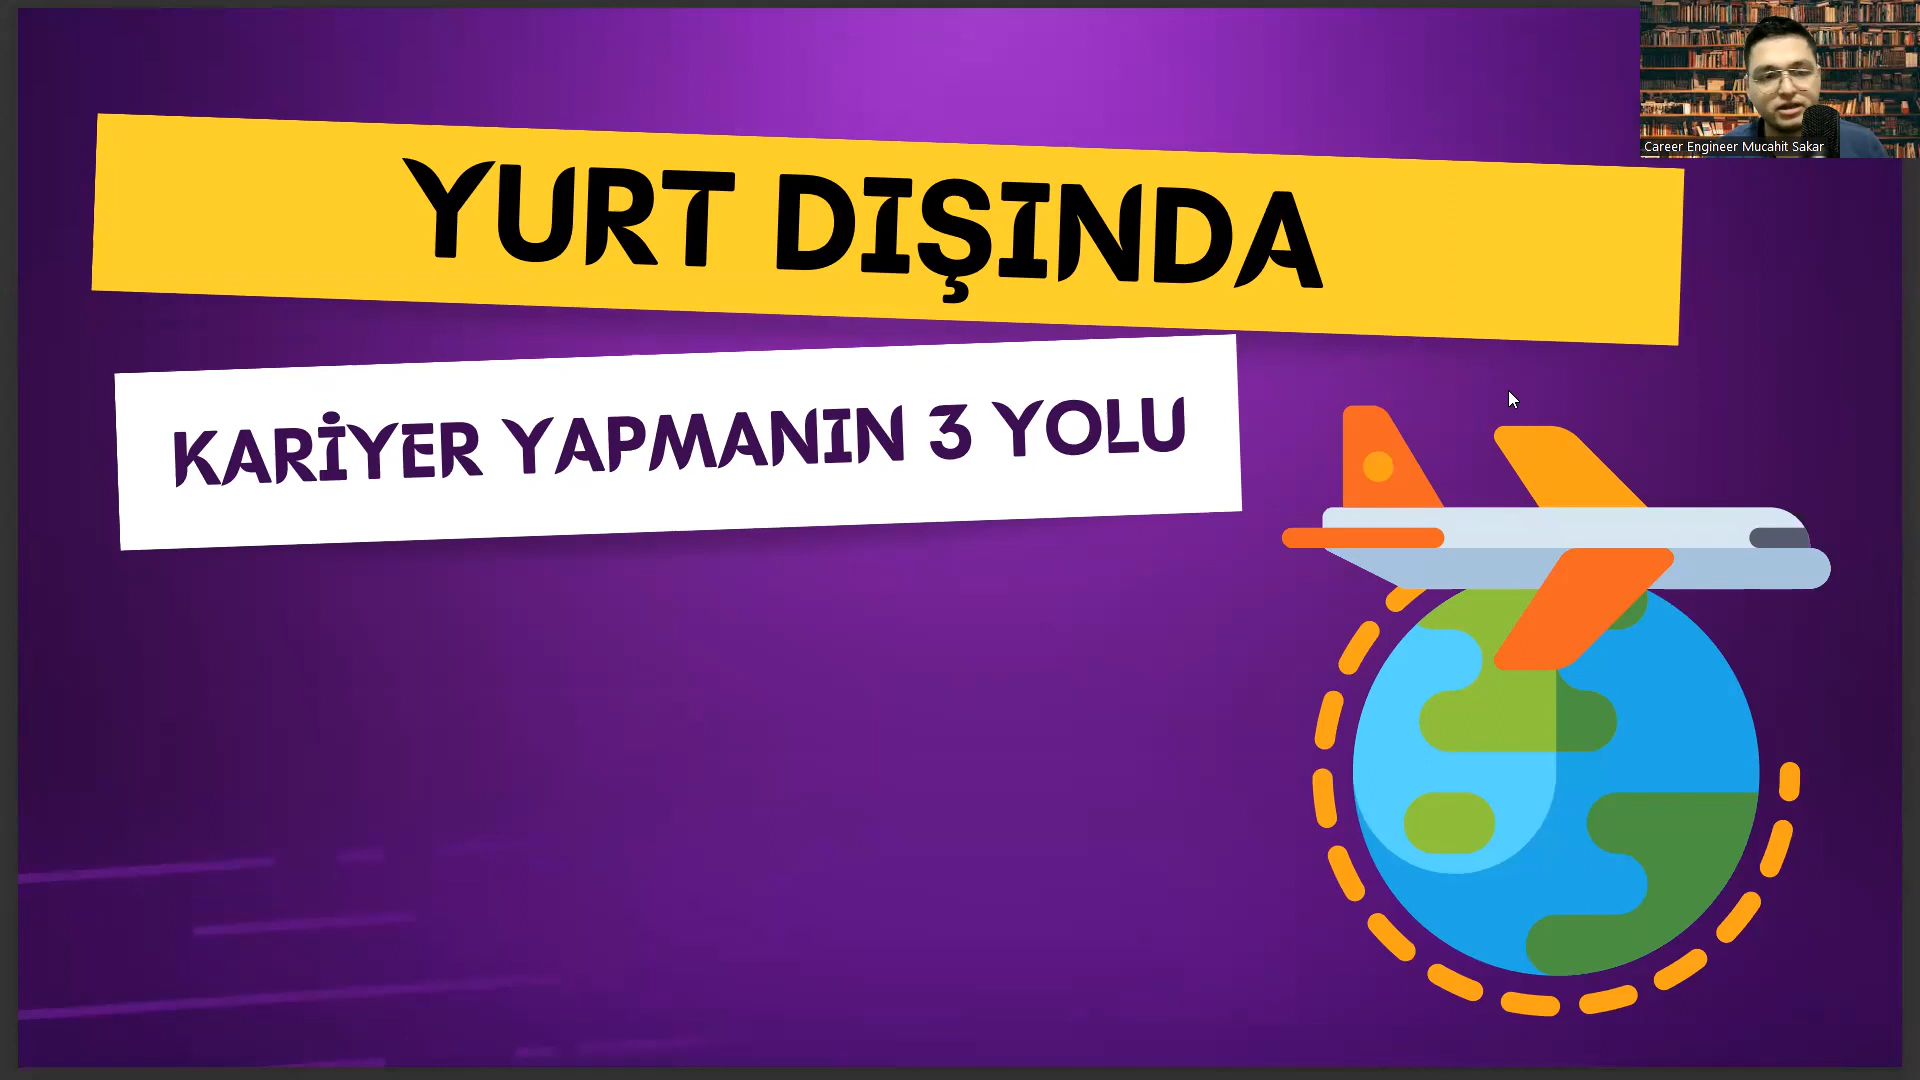 Career Engineer Mucahit Sakar
YURT DIŞINDA
KARİYER YAPMANIN 3 YOLU